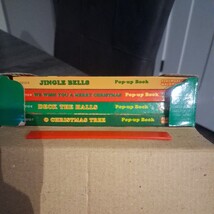 JINGLE BELLS Pop-up Book
WE WISH YOU A MERRY CHRISTMAS Pop-up Book
DECK THE HALLS Pop-up Book
O CHRISTMAS TREE Pop-up Book